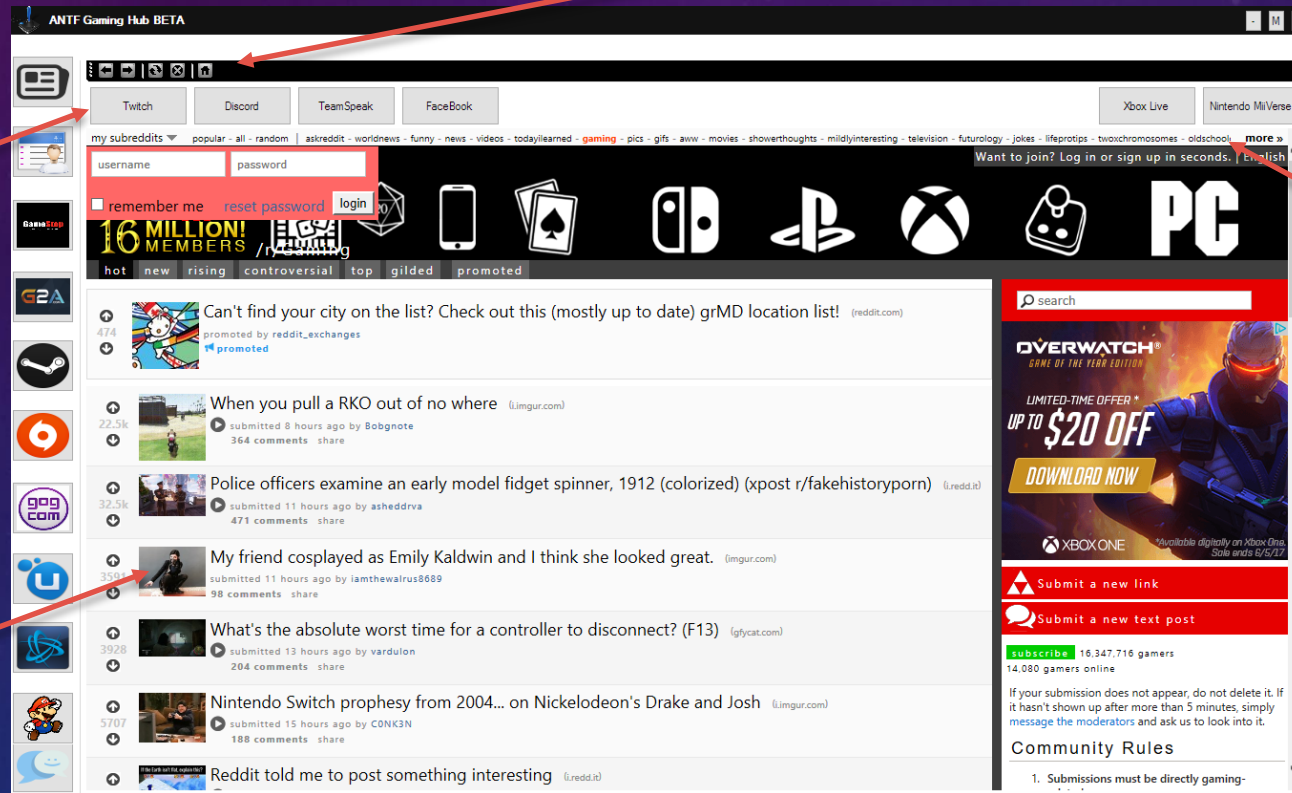 ANTF Gaming Hub BETA
- M
Twitch Discord TeamSpeak FaceBook Xbox Live Nintendo MiiVerse
my subreddits popular - all - random | askreddit - worldnews - funny - news - videos - todayilearned - gaming - pics - gifs - aww - movies - showerthoughts - mildlyinteresting - television - futurology - jokes - lifeprotips - twoxchromosomes - oldschool more »
username password
Want to join? Log in or sign up in seconds. | English
remember me reset password login
16 MILLION! MEMBERS /r/Gaming
PC
hot new rising controversial top gilded promoted
GameStop
G2A
gog com
474
Can't find your city on the list? Check out this (mostly up to date) grMD location list! (reddit.com)
promoted by reddit_exchanges
promoted
22.5k
When you pull a RKO out of no where (i.imgur.com)
submitted 8 hours ago by Bobgnote
364 comments share
32.5k
Police officers examine an early model fidget spinner, 1912 (colorized) (xpost r/fakehistoryporn) (i.redd.it)
submitted 11 hours ago by asheddrva
471 comments share
3591
My friend cosplayed as Emily Kaldwin and I think she looked great. (imgur.com)
submitted 11 hours ago by iamthewalrus8689
98 comments share
3928
What's the absolute worst time for a controller to disconnect? (F13) (gfycat.com)
submitted 13 hours ago by vardulon
204 comments share
5707
Nintendo Switch prophesy from 2004... on Nickelodeon's Drake and Josh (i.imgur.com)
submitted 15 hours ago by C0NK3N
188 comments share
Reddit told me to post something interesting (i.redd.it)
search
OVERWATCH®
GAME OF THE YEAR EDITION
LIMITED-TIME OFFER *
UP TO $20 OFF
DOWNLOAD NOW
XBOX ONE
*Available digitally on Xbox One.
Sale ends 6/5/17
Submit a new link
Submit a new text post
subscribe 16,347,716 gamers
14,080 gamers online
If your submission does not appear, do not delete it. If
it hasn't shown up after more than 5 minutes, simply
message the moderators and ask us to look into it.
Community Rules
1. Submissions must be directly gaming-